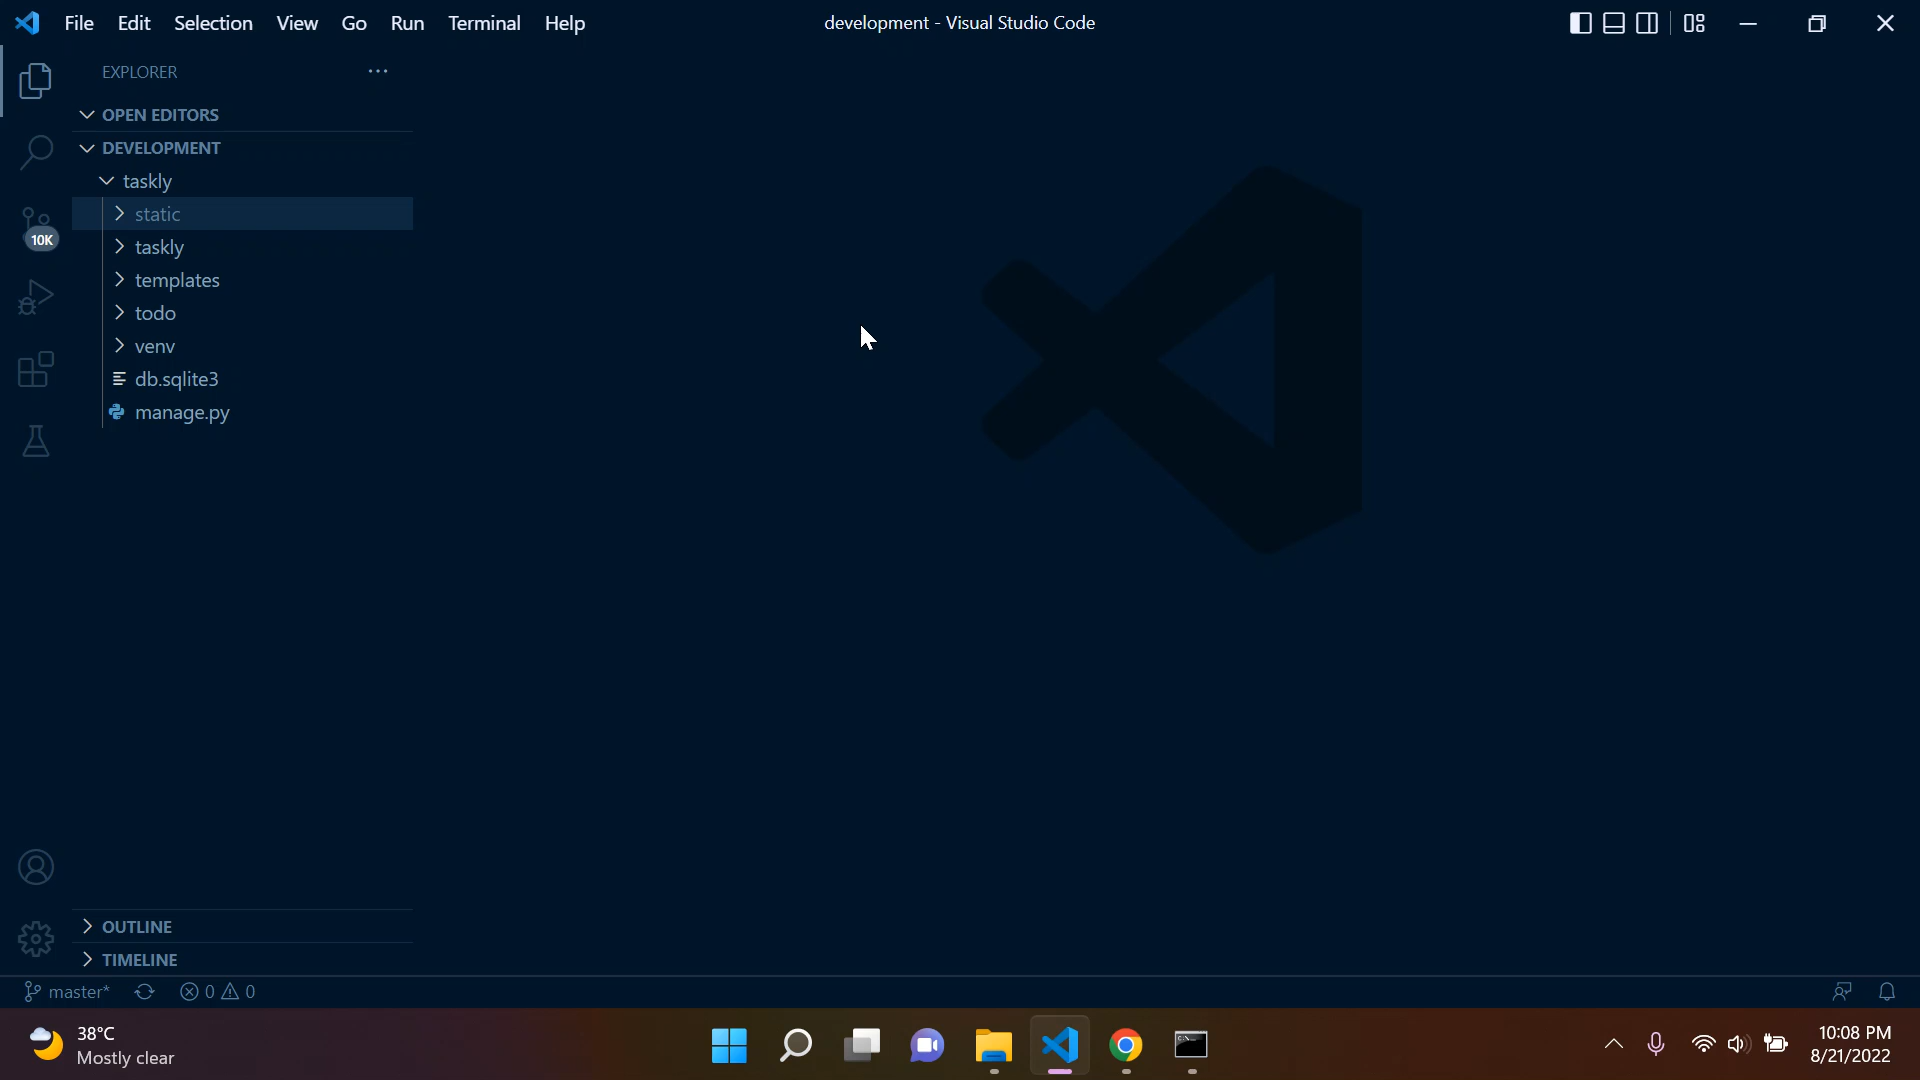 File Edit Selection View Go Run Terminal Help
development - Visual Studio Code
EXPLORER
OPEN EDITORS
DEVELOPMENT
taskly
static
10K
taskly
templates
todo
venv
db.sqlite3
manage.py
OUTLINE
TIMELINE
master* 0 0
38°C
Mostly clear
10:08 PM
8/21/2022